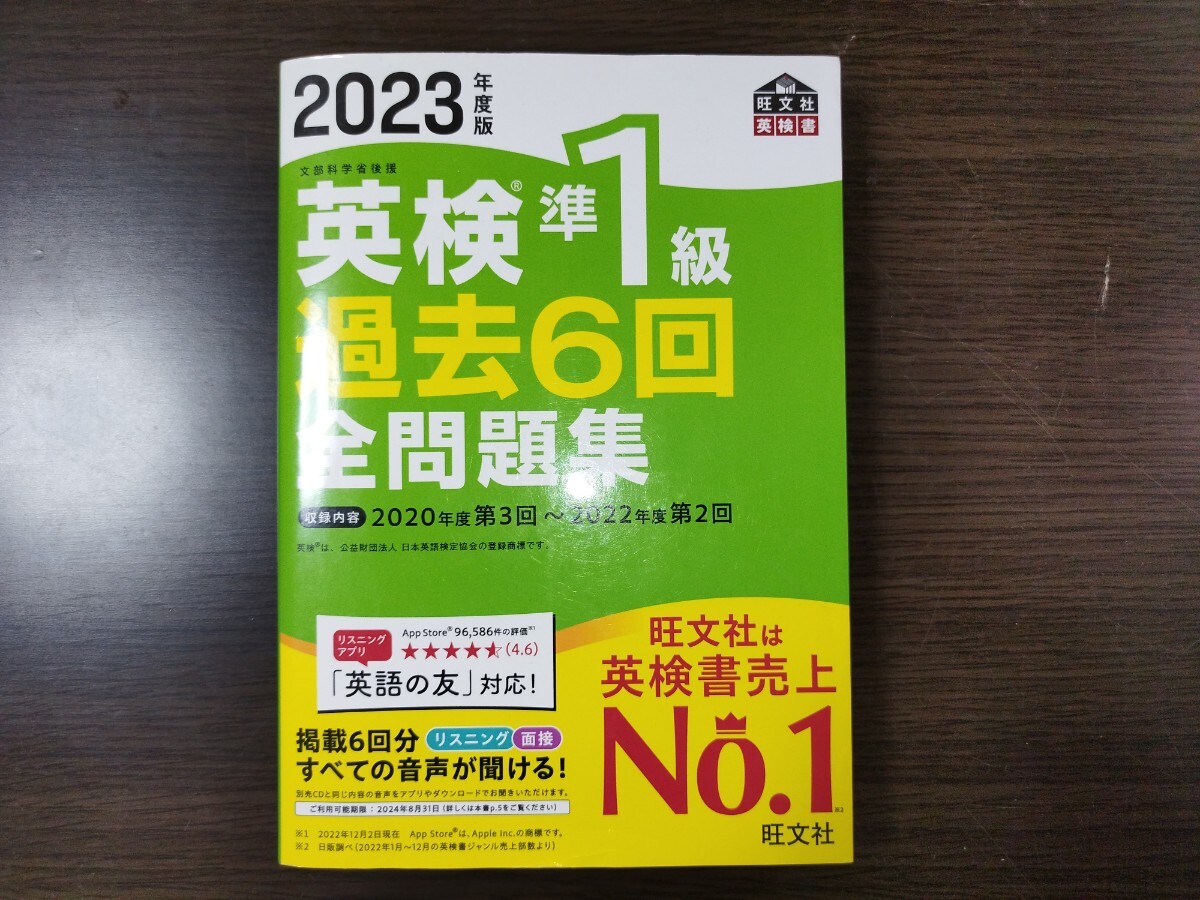 2023年度版
旺文社
英検書
文部科学省後援
英検®準1級
過去6回
全問題集
収録内容 2020年度第3回〜2022年度第2回
英検®は、公益財団法人 日本英語検定協会の登録商標です。
リスニング
アプリ
App Store® 96,586件の評価※1
★★★★★(4.6)
「英語の友」対応!
掲載6回分 リスニング 面接
すべての音声が聞ける!
別売CDと同じ内容の音声をアプリやダウンロードでお聞きいただけます。
ご利用可能期限:2024年8月31日(詳しくは本書p.5をご覧ください)
※1 2022年12月2日現在 App Store®は、Apple Inc.の商標です。
※2 日販調べ(2022年1月〜12月の英検書ジャンル売上部数より)
旺文社は
英検書売上
No.1※2
旺文社